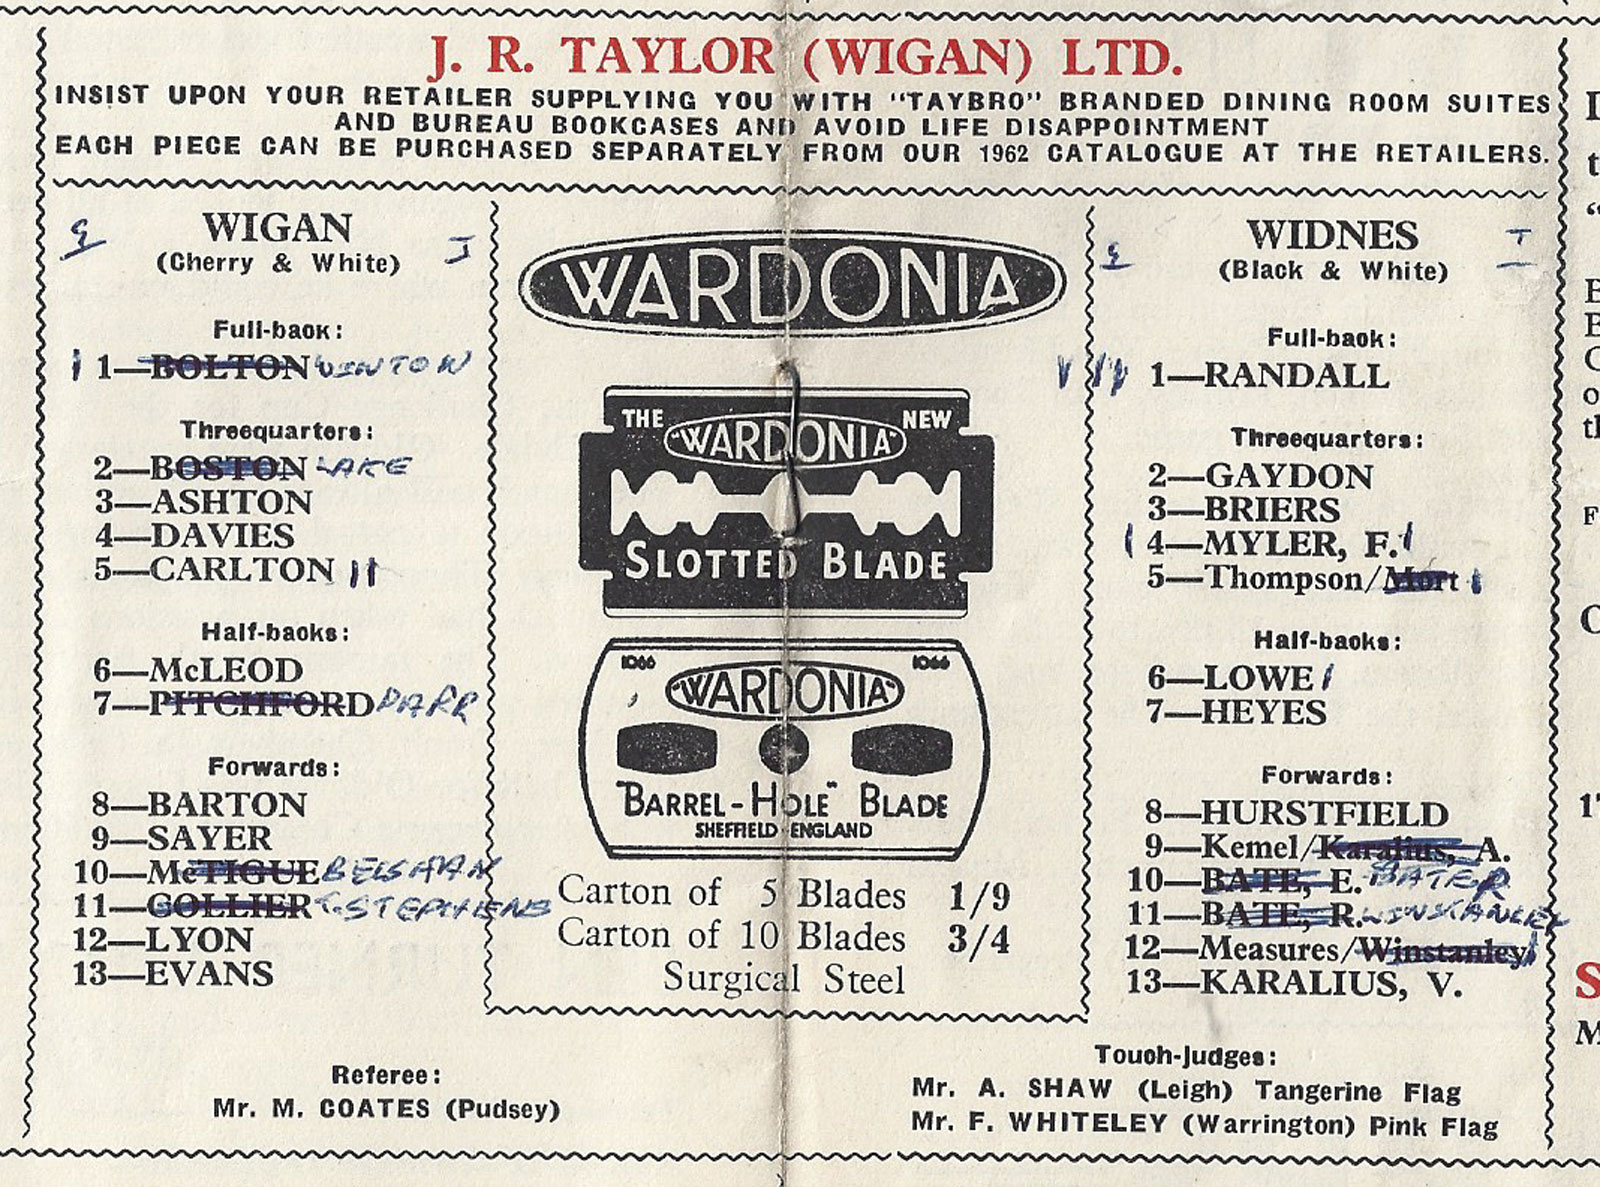 J. R. TAYLOR (WIGAN) LTD.
INSIST UPON YOUR RETAILER SUPPLYING YOU WITH "TAYBRO" BRANDED DINING ROOM SUITES
AND BUREAU BOOKCASES AND AVOID LIFE DISAPPOINTMENT
EACH PIECE CAN BE PURCHASED SEPARATELY FROM OUR 1962 CATALOGUE AT THE RETAILERS.
WIGAN
(Cherry & White)
Full-back:
1—BOLTON WINTON
Threequarters:
2—BOSTON LAKE
3—ASHTON
4—DAVIES
5—CARLTON
Half-backs:
6—McLEOD
7—PITCHFORD PARR
Forwards:
8—BARTON
9—SAYER
10—McTIGUE BELSHAW
11—COLLIER T. STEPHENS
12—LYON
13—EVANS
WARDONIA
THE "WARDONIA" NEW
SLOTTED BLADE
1066 "WARDONIA" 1066
"BARREL-HOLE" BLADE
SHEFFIELD-ENGLAND
Carton of 5 Blades 1/9
Carton of 10 Blades 3/4
Surgical Steel
WIDNES
(Black & White)
Full-back:
1—RANDALL
Threequarters:
2—GAYDON
3—BRIERS
4—MYLER, F.
5—Thompson/Mort
Half-backs:
6—LOWE
7—HEYES
Forwards:
8—HURSTFIELD
9—Kemel/Karalius, A.
10—BATE, E. BATE R
11—BATE, R. WINSTANLEY
12—Measures/Winstanley
13—KARALIUS, V.
Referee:
Mr. M. COATES (Pudsey)
Touch-Judges:
Mr. A. SHAW (Leigh) Tangerine Flag
Mr. F. WHITELEY (Warrington) Pink Flag